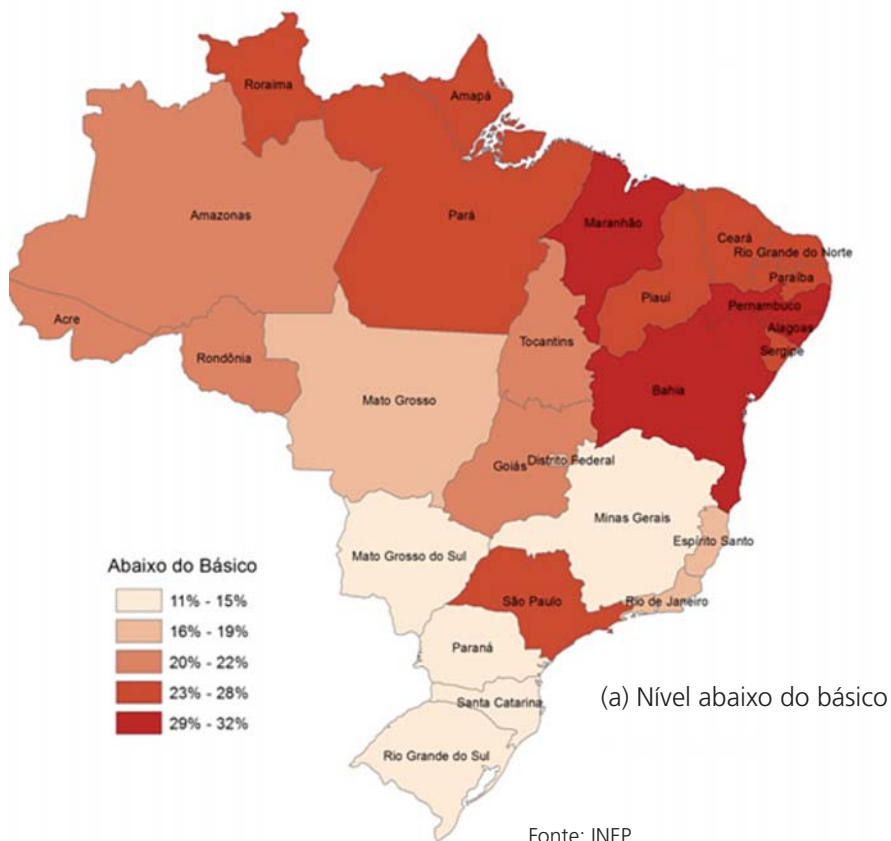 Roraima
Amapá
Amazonas
Pará
Maranhão
Ceará
Rio Grande do Norte
Paraíba
Piauí
Pernambuco
Alagoas
Sergipe
Acre
Rondônia
Tocantins
Bahia
Mato Grosso
Goiás
Distrito Federal
Minas Gerais
Espírito Santo
Mato Grosso do Sul
São Paulo
Rio de Janeiro
Paraná
Santa Catarina
Rio Grande do Sul
Abaixo do Básico
11% - 15%
16% - 19%
20% - 22%
23% - 28%
29% - 32%
(a) Nível abaixo do básico
Fonte: INEP